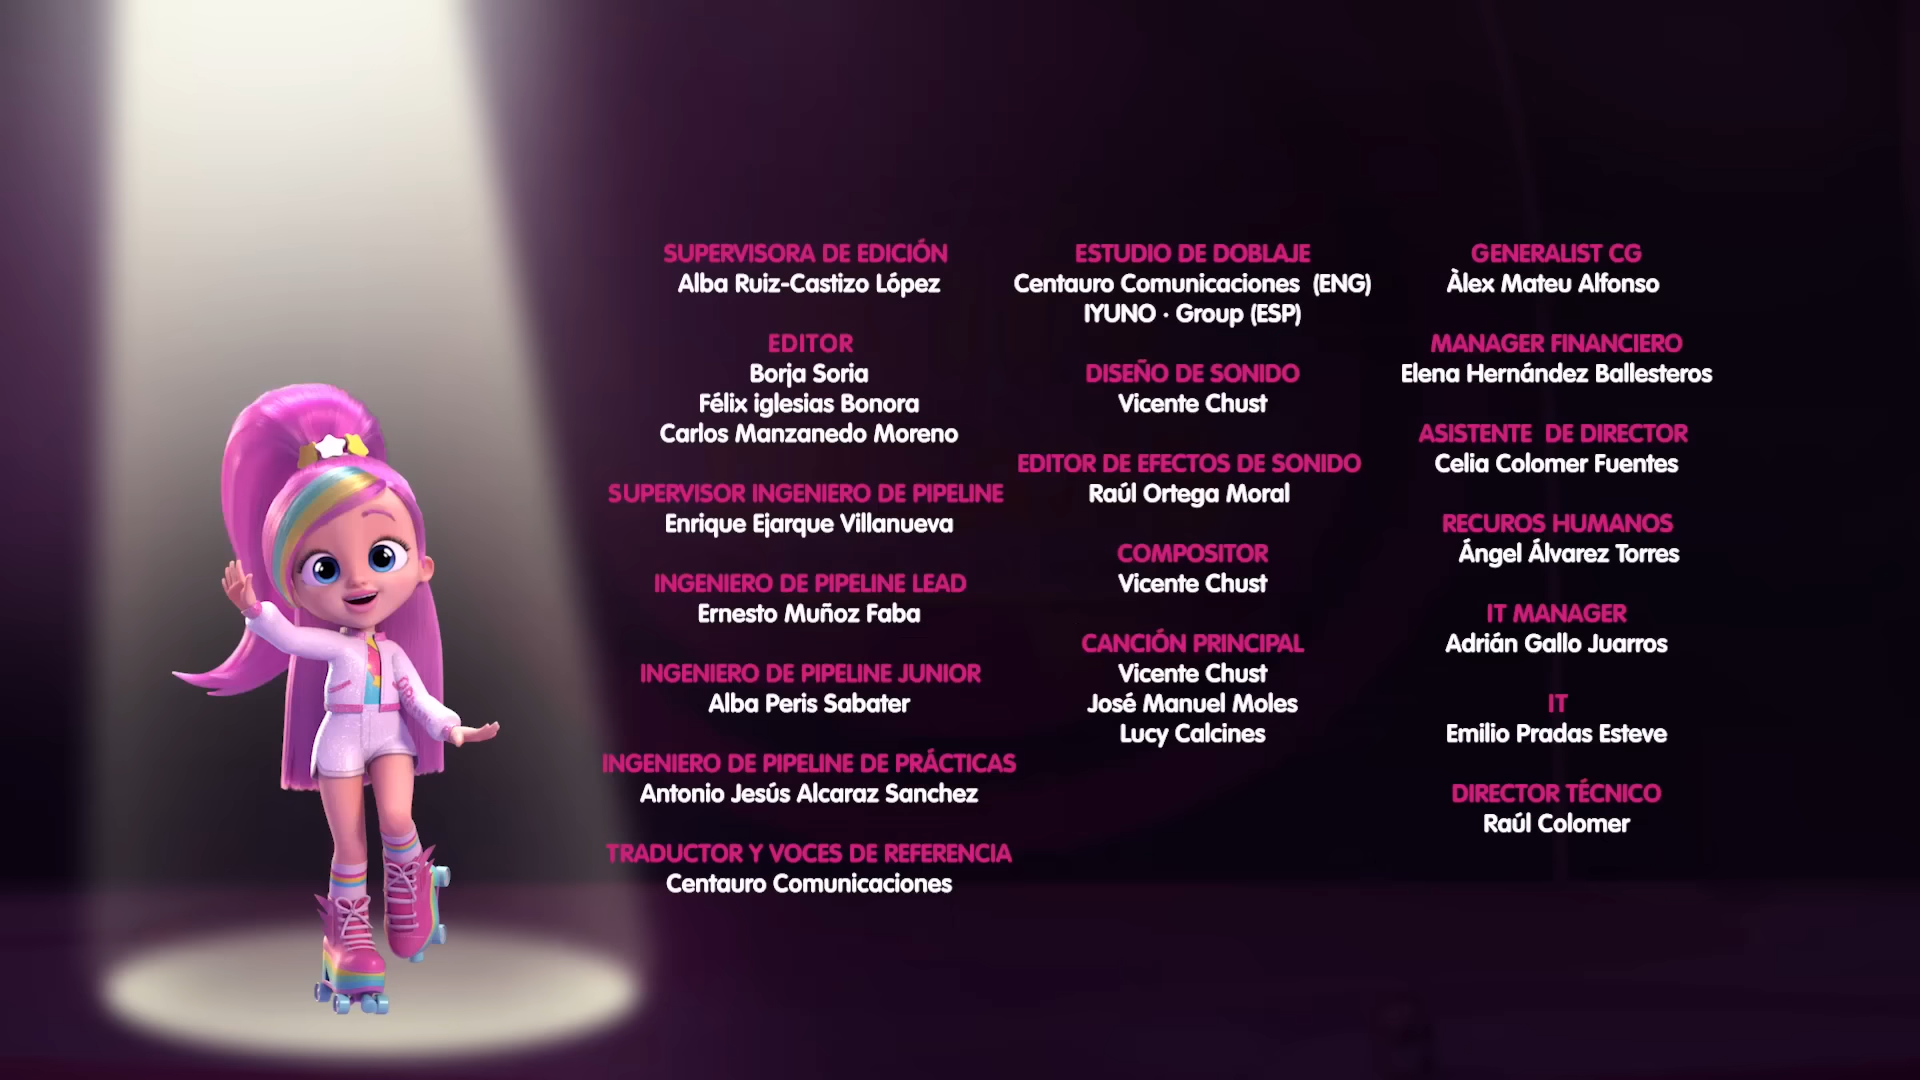 SUPERVISORA DE EDICIÓN
Alba Ruiz-Castizo López
EDITOR
Borja Soria
Félix iglesias Bonora
Carlos Manzanedo Moreno
SUPERVISOR INGENIERO DE PIPELINE
Enrique Ejarque Villanueva
INGENIERO DE PIPELINE LEAD
Ernesto Muñoz Faba
INGENIERO DE PIPELINE JUNIOR
Alba Peris Sabater
INGENIERO DE PIPELINE DE PRÁCTICAS
Antonio Jesús Alcaraz Sanchez
TRADUCTOR Y VOCES DE REFERENCIA
Centauro Comunicaciones
ESTUDIO DE DOBLAJE
Centauro Comunicaciones (ENG)
IYUNO · Group (ESP)
DISEÑO DE SONIDO
Vicente Chust
EDITOR DE EFECTOS DE SONIDO
Raúl Ortega Moral
COMPOSITOR
Vicente Chust
CANCIÓN PRINCIPAL
Vicente Chust
José Manuel Moles
Lucy Calcines
GENERALIST CG
Àlex Mateu Alfonso
MANAGER FINANCIERO
Elena Hernández Ballesteros
ASISTENTE DE DIRECTOR
Celia Colomer Fuentes
RECUROS HUMANOS
Ángel Álvarez Torres
IT MANAGER
Adrián Gallo Juarros
IT
Emilio Pradas Esteve
DIRECTOR TÉCNICO
Raúl Colomer